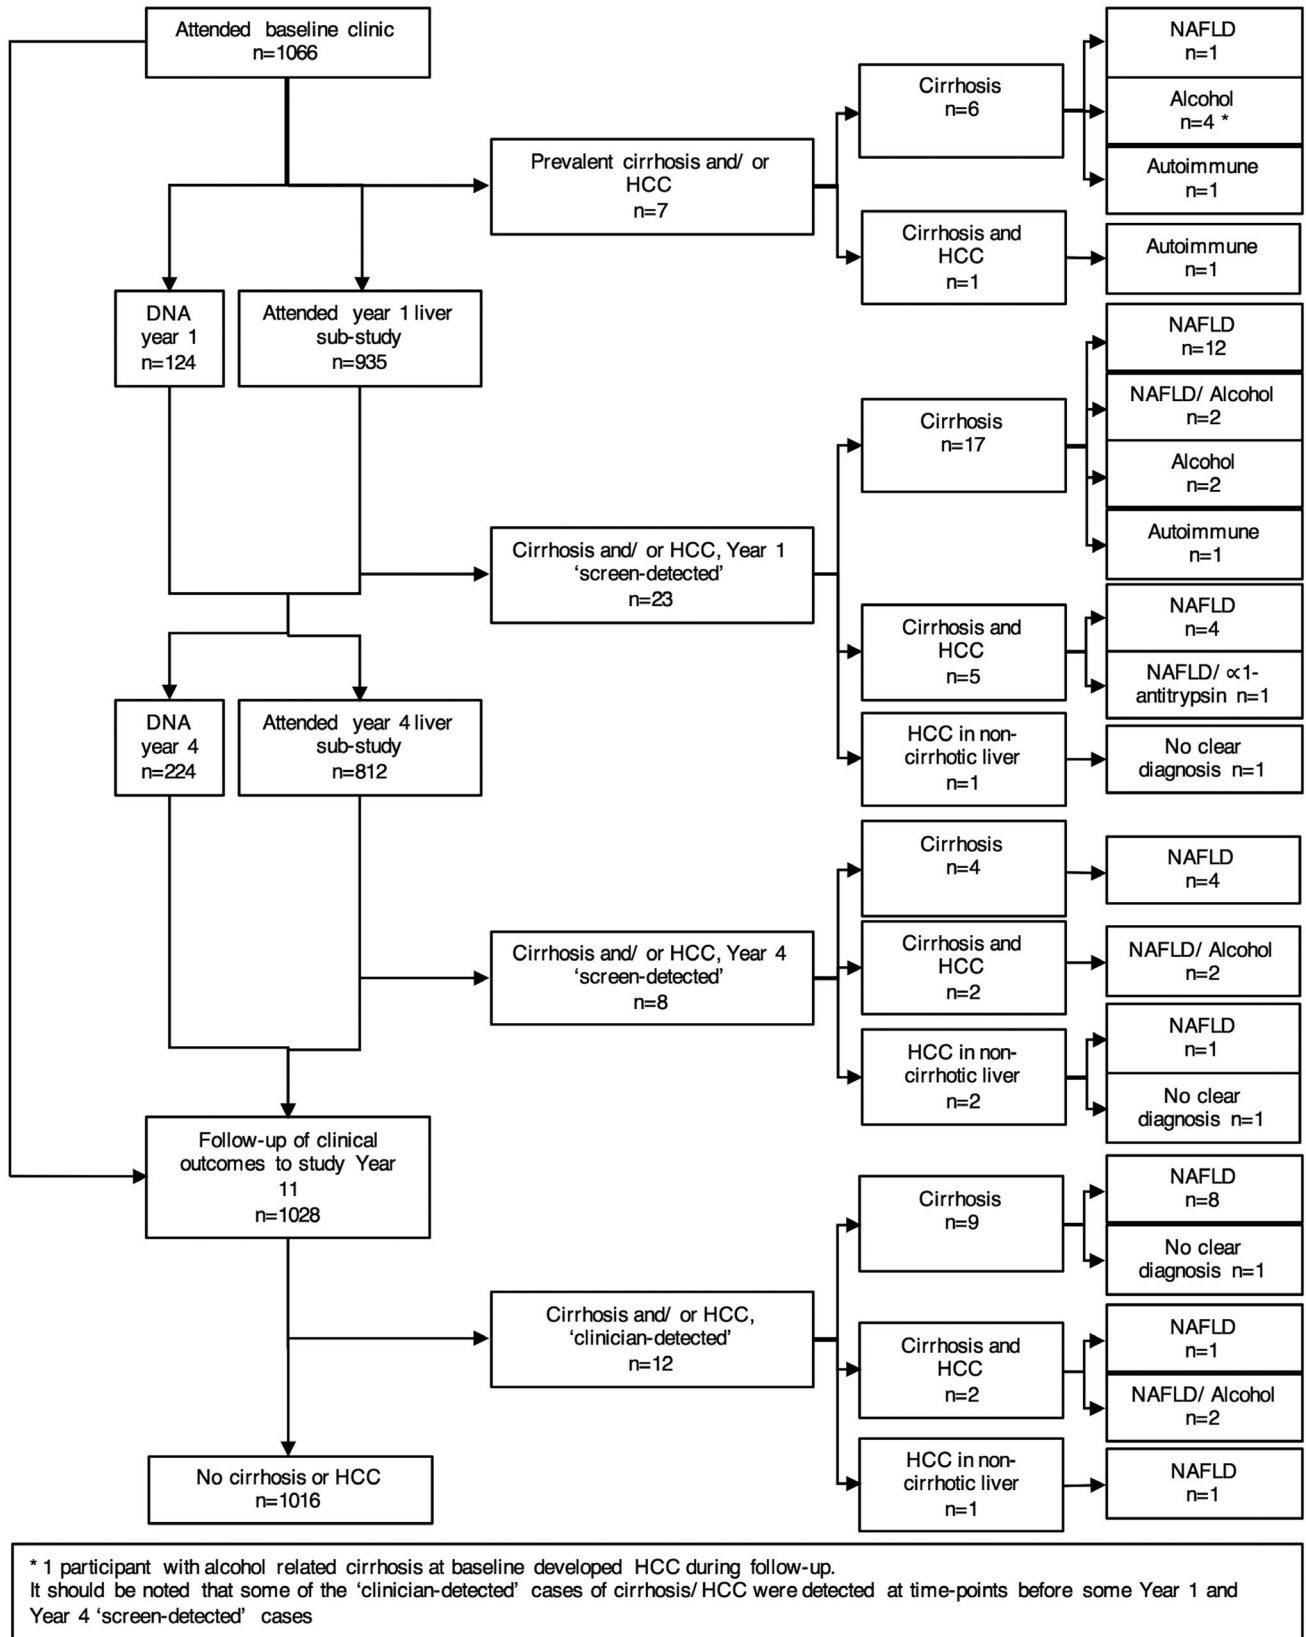 Attended baseline clinic
n=1066
NAFLD
n=1
Cirrhosis
n=6
Alcohol
n=4 *
Prevalent cirrhosis and/ or
HCC
n=7
Autoimmune
n=1
Cirrhosis and
HCC
n=1
Autoimmune
n=1
DNA
year 1
n=124
Attended year 1 liver
sub-study
n=935
NAFLD
n=12
Cirrhosis
n=17
NAFLD/ Alcohol
n=2
Alcohol
n=2
Autoimmune
n=1
Cirrhosis and/ or HCC, Year 1
‘screen-detected’
n=23
Cirrhosis and
HCC
n=5
NAFLD
n=4
NAFLD/ ∝1-
antitrypsin n=1
DNA
year 4
n=224
Attended year 4 liver
sub-study
n=812
HCC in non-
cirrhotic liver
n=1
No clear
diagnosis n=1
Cirrhosis
n=4
NAFLD
n=4
Cirrhosis and/ or HCC, Year 4
‘screen-detected’
n=8
Cirrhosis and
HCC
n=2
NAFLD/ Alcohol
n=2
HCC in non-
cirrhotic liver
n=2
NAFLD
n=1
No clear
diagnosis n=1
Follow-up of clinical
outcomes to study Year
11
n=1028
Cirrhosis
n=9
NAFLD
n=8
No clear
diagnosis n=1
Cirrhosis and/ or HCC,
‘clinician-detected’
n=12
Cirrhosis and
HCC
n=2
NAFLD
n=1
NAFLD/ Alcohol
n=2
No cirrhosis or HCC
n=1016
HCC in non-
cirrhotic liver
n=1
NAFLD
n=1
* 1 participant with alcohol related cirrhosis at baseline developed HCC during follow-up.
It should be noted that some of the ‘clinician-detected’ cases of cirrhosis/ HCC were detected at time-points before some Year 1 and
Year 4 ‘screen-detected’ cases